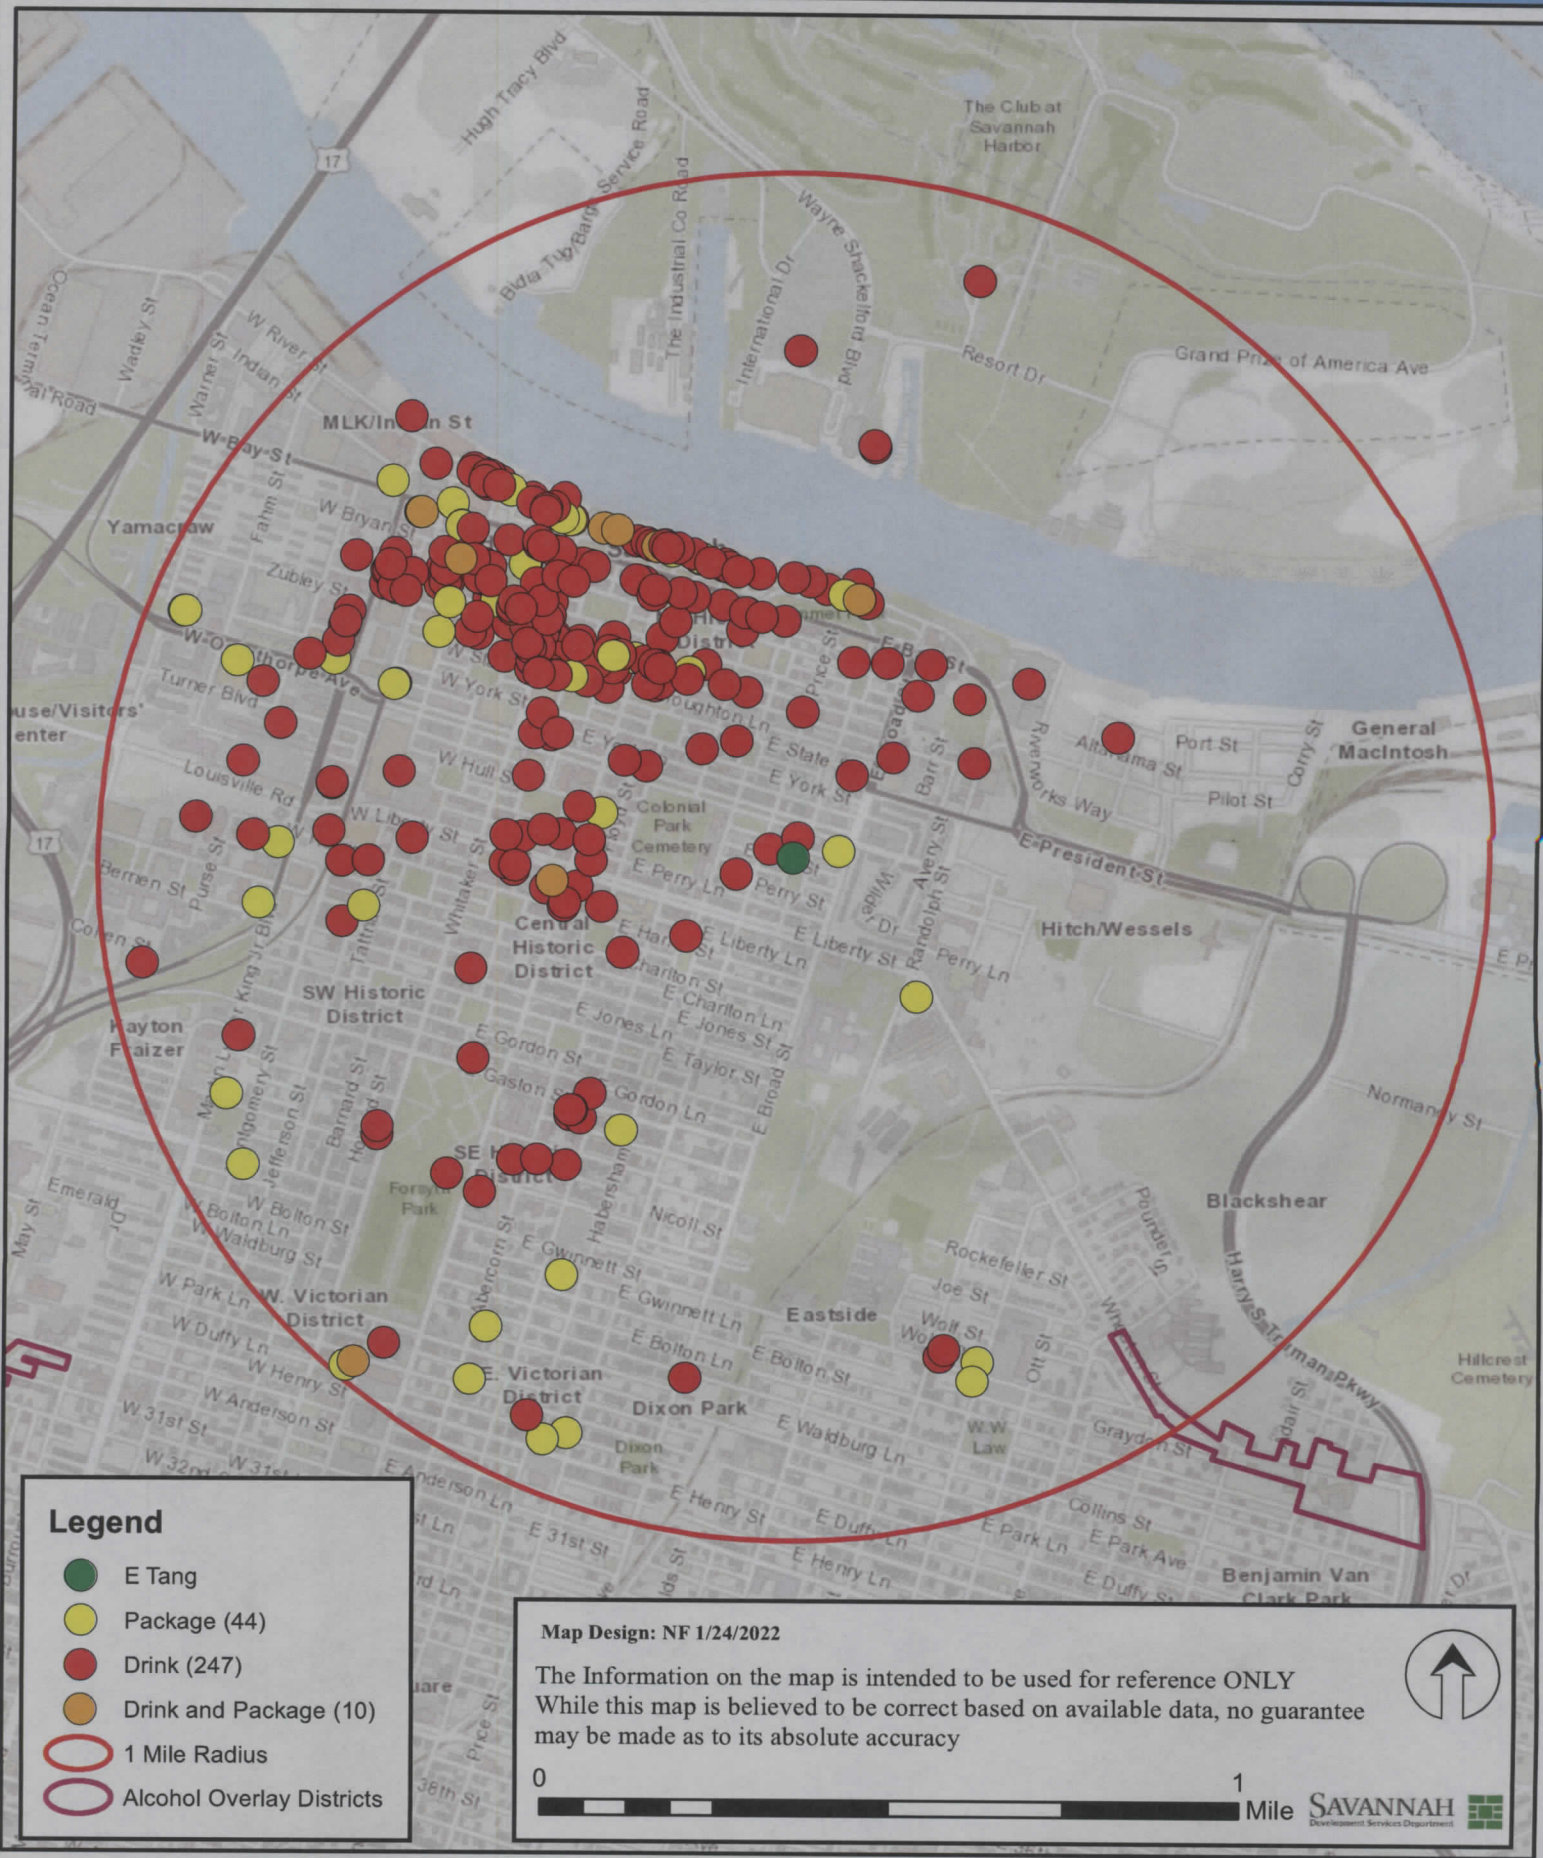 Hugh Tracy Blvd
The Club at
Savannah
Harbor
17
Service Road
The Industrial Co Road
Wayne Shackelford Blvd
International Dr
Resort Dr
Grand Prize of America Ave
Wadley St
Warner St
W River St
Indian St
W Bay St
Fahm St
W Bryan St
Yamacraw
Zubley St
Turner Blvd
W York St
Price St
E State
E York St
Barr St
Riverworks Way
Port St
Pilot St
Corry St
General
MacIntosh
Louisville Rd
W Liberty St
W Hull S
Colonial
Park
Cemetery
E Perry Ln
Perry St
Avery St
Randolph St
E President St
17
Berrien St
Purse St
Cohen St
Whitaker St
Central
Historic
District
E Liberty Ln
E Liberty St
Perry Ln
Hitch/Wessels
SW Historic
District
E Charlton Ln
E Jones Ln
E Jones St
E Taylor St
E Gordon St
Gordon Ln
E Broad St
Normandy St
Barnard St
Jefferson St
Emerald Dr
May St
W Bolton St
W Bolton Ln
W Waldburg St
Forsyth
Park
Habersham
Nicoll St
Blackshear
E Gwinnett St
E Gwinnett Ln
Rockefeller St
Joe St
Wolf St
W Park Ln
W. Victorian
District
W Duffy Ln
W Henry St
W Anderson St
W 31st St
Eastside
E Bolton Ln
E Bolton St
Ott St
Harry S Truman Pkwy
Hillcrest
Cemetery
E. Victorian
District
Dixon Park
Dixon
Park
E Waldburg Ln
W W
Law
Graydon St
E Anderson Ln
E Henry St
E 31st St
E Duffy Ln
E Henry Ln
E Park Ln
Collins St
E Park Ave
E Duffy St
Benjamin Van
Clark Park
Price St
38th St
Legend
E Tang
Package (44)
Drink (247)
Drink and Package (10)
1 Mile Radius
Alcohol Overlay Districts
Map Design: NF 1/24/2022
The Information on the map is intended to be used for reference ONLY
While this map is believed to be correct based on available data, no guarantee
may be made as to its absolute accuracy
0
1
Mile
SAVANNAH
Development Services Department